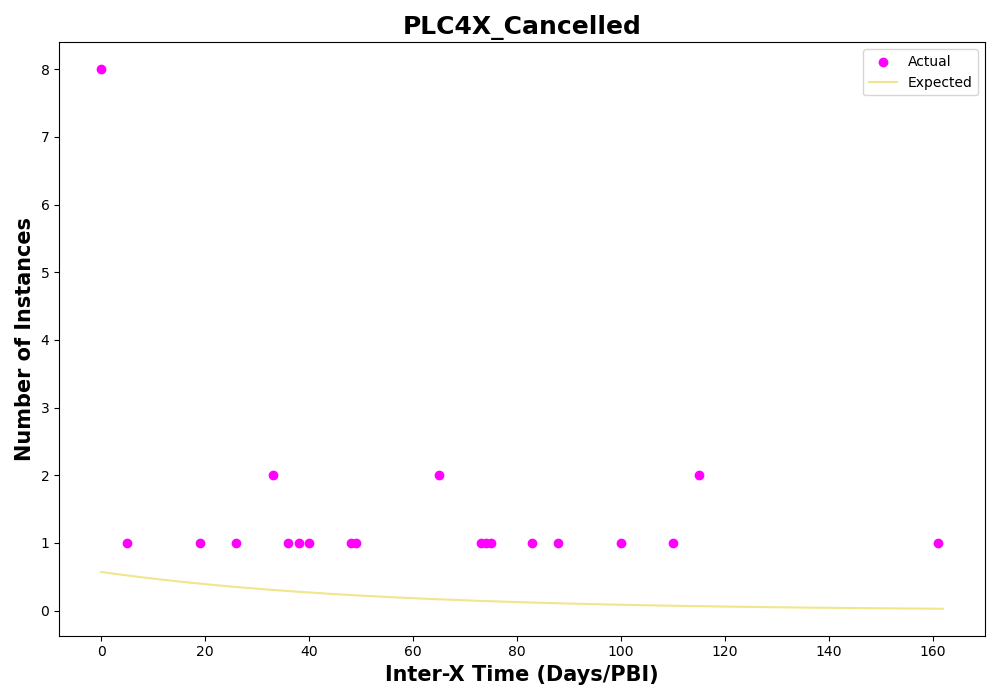 PLC4X_Cancelled
Actual
Expected
Number of Instances
8
7
6
5
4
3
2
1
0
0 20 40 60 80 100 120 140 160
Inter-X Time (Days/PBI)